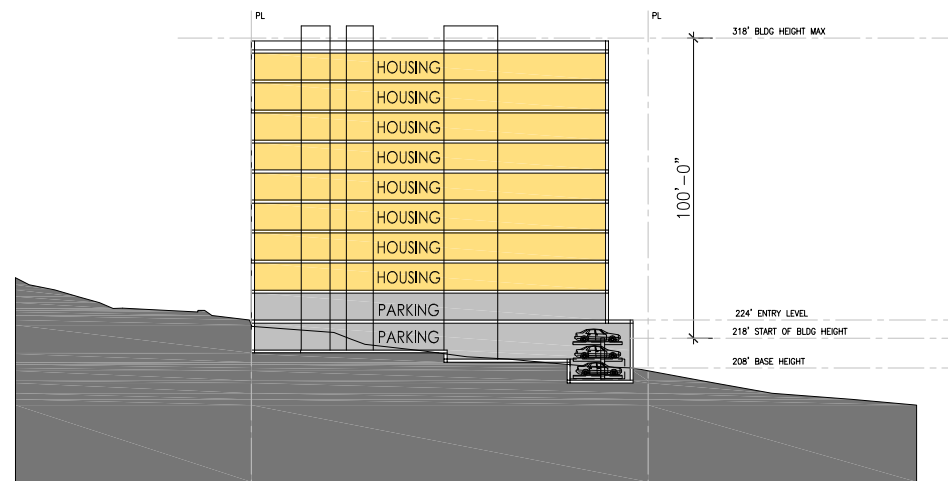 PL
PL
318' BLDG HEIGHT MAX
HOUSING
HOUSING
HOUSING
HOUSING
HOUSING
HOUSING
HOUSING
HOUSING
100'-0"
PARKING
224' ENTRY LEVEL
218' START OF BLDG HEIGHT
PARKING
208' BASE HEIGHT